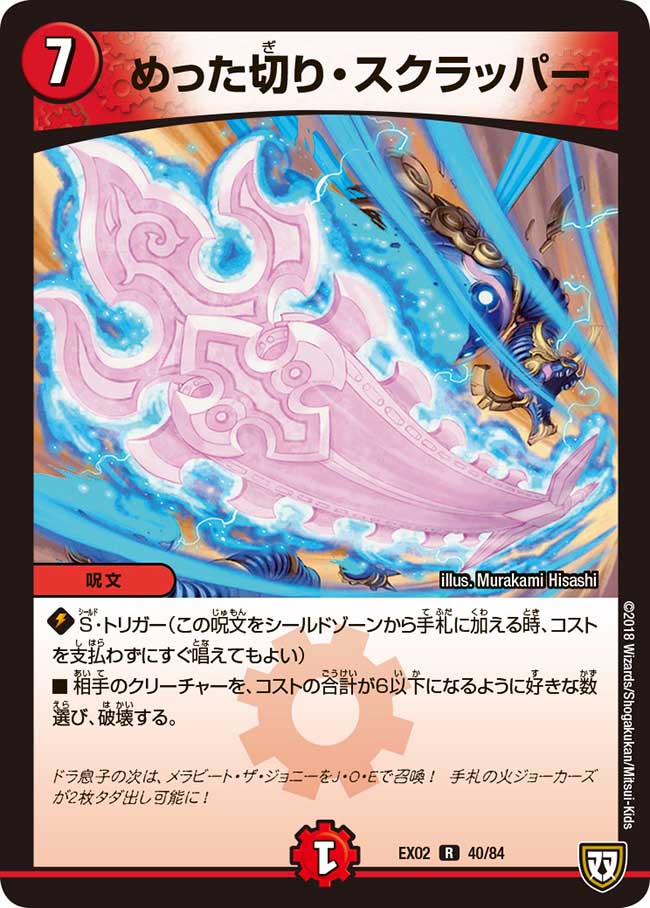 7
めった切り・スクラッパー
ぎ
呪文
illus. Murakami Hisashi
S・トリガー(この呪文をシールドゾーンから手札に加える時、コスト
を支払わずにすぐ唱えてもよい)
■ 相手のクリーチャーを、コストの合計が6以下になるように好きな数
選び、破壊する。
ドラ息子の次は、メラビート・ザ・ジョニーをJ・O・Eで召喚! 手札の火ジョーカーズ
が2枚タダ出し可能に!
©2018 Wizards/Shogakukan/Mitsui-Kids
1
EX02 R 40/84